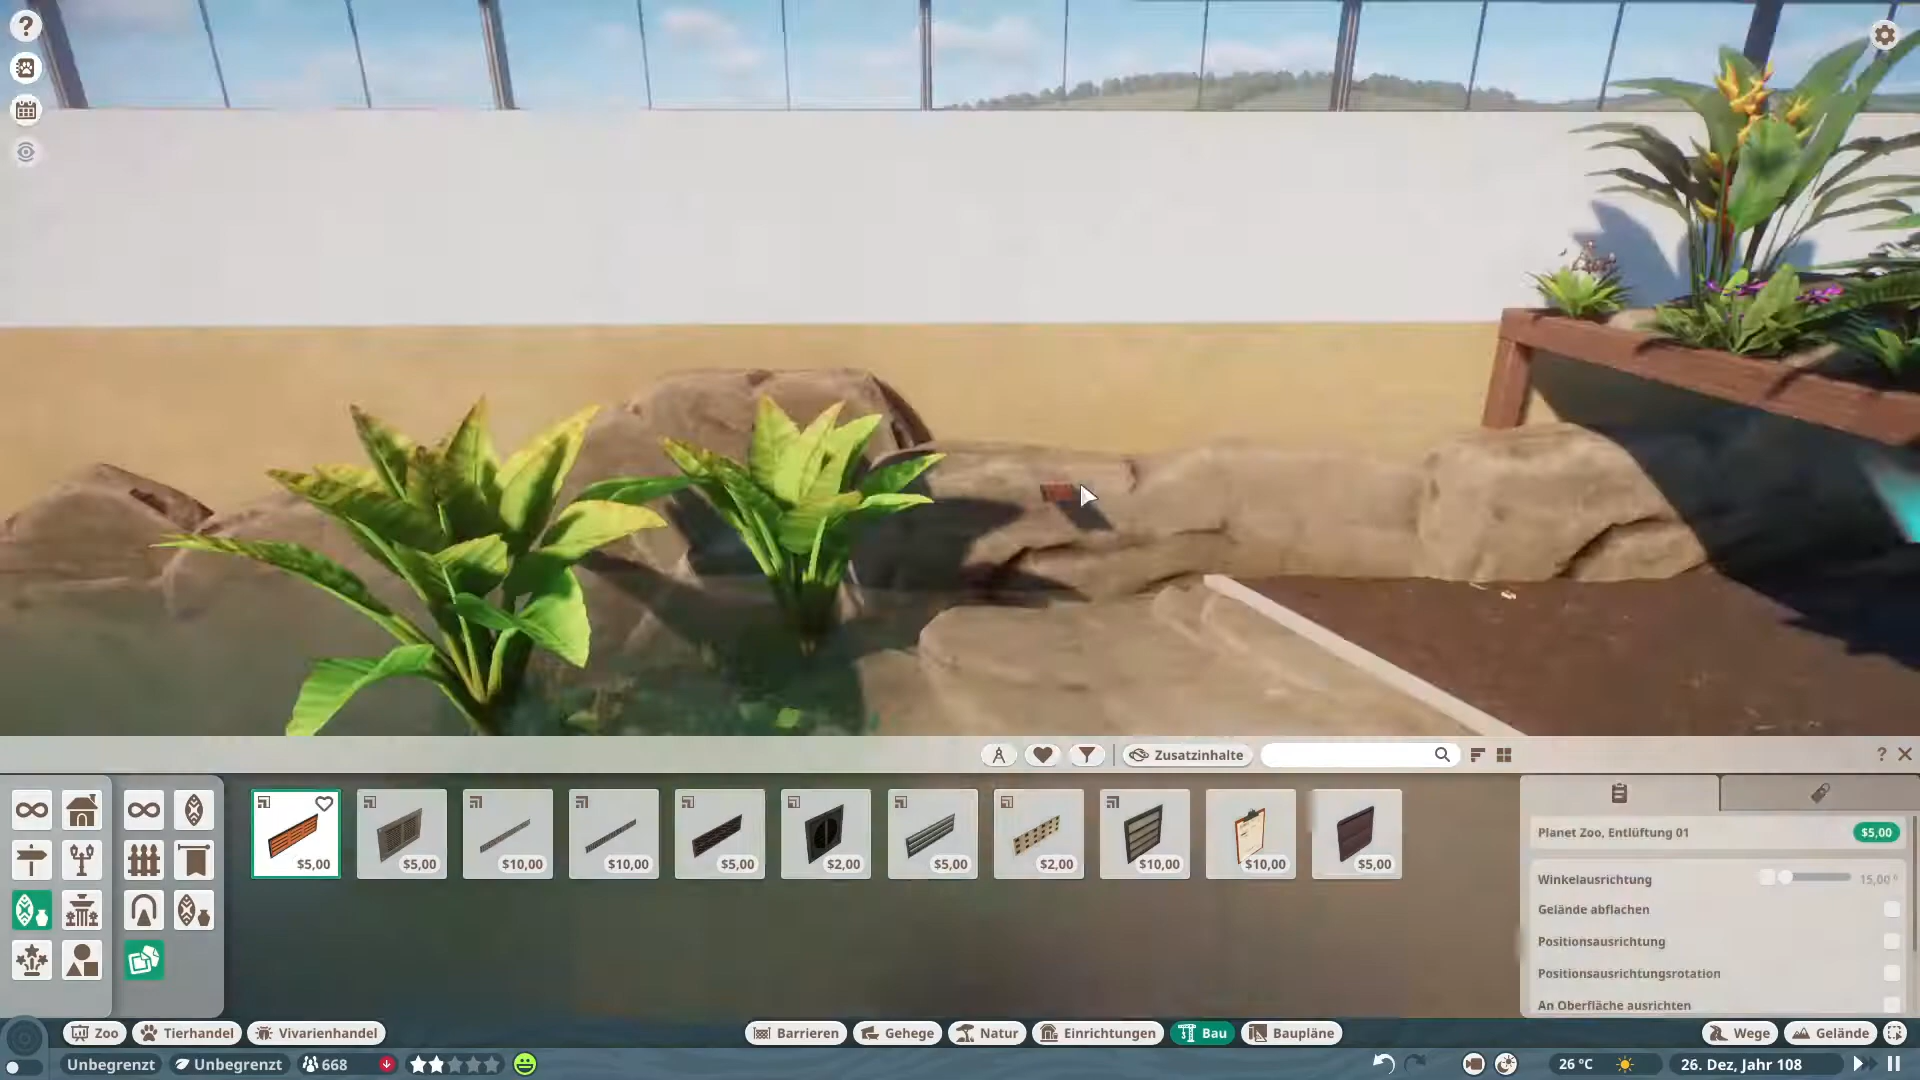 Zusatzinhalte
$5,00
$5,00
$10,00
$10,00
$5,00
$2,00
$5,00
$2,00
$10,00
$10,00
$5,00
Planet Zoo, Entlüftung 01
$5,00
Winkelausrichtung
15,00 °
Gelände abflachen
Positionsausrichtung
Positionsausrichtungsrotation
An Oberfläche ausrichten
Zoo
Tierhandel
Vivarienhandel
Barrieren
Gehege
Natur
Einrichtungen
Bau
Baupläne
Wege
Gelände
Unbegrenzt
Unbegrenzt
668
26 °C
26. Dez, Jahr 108